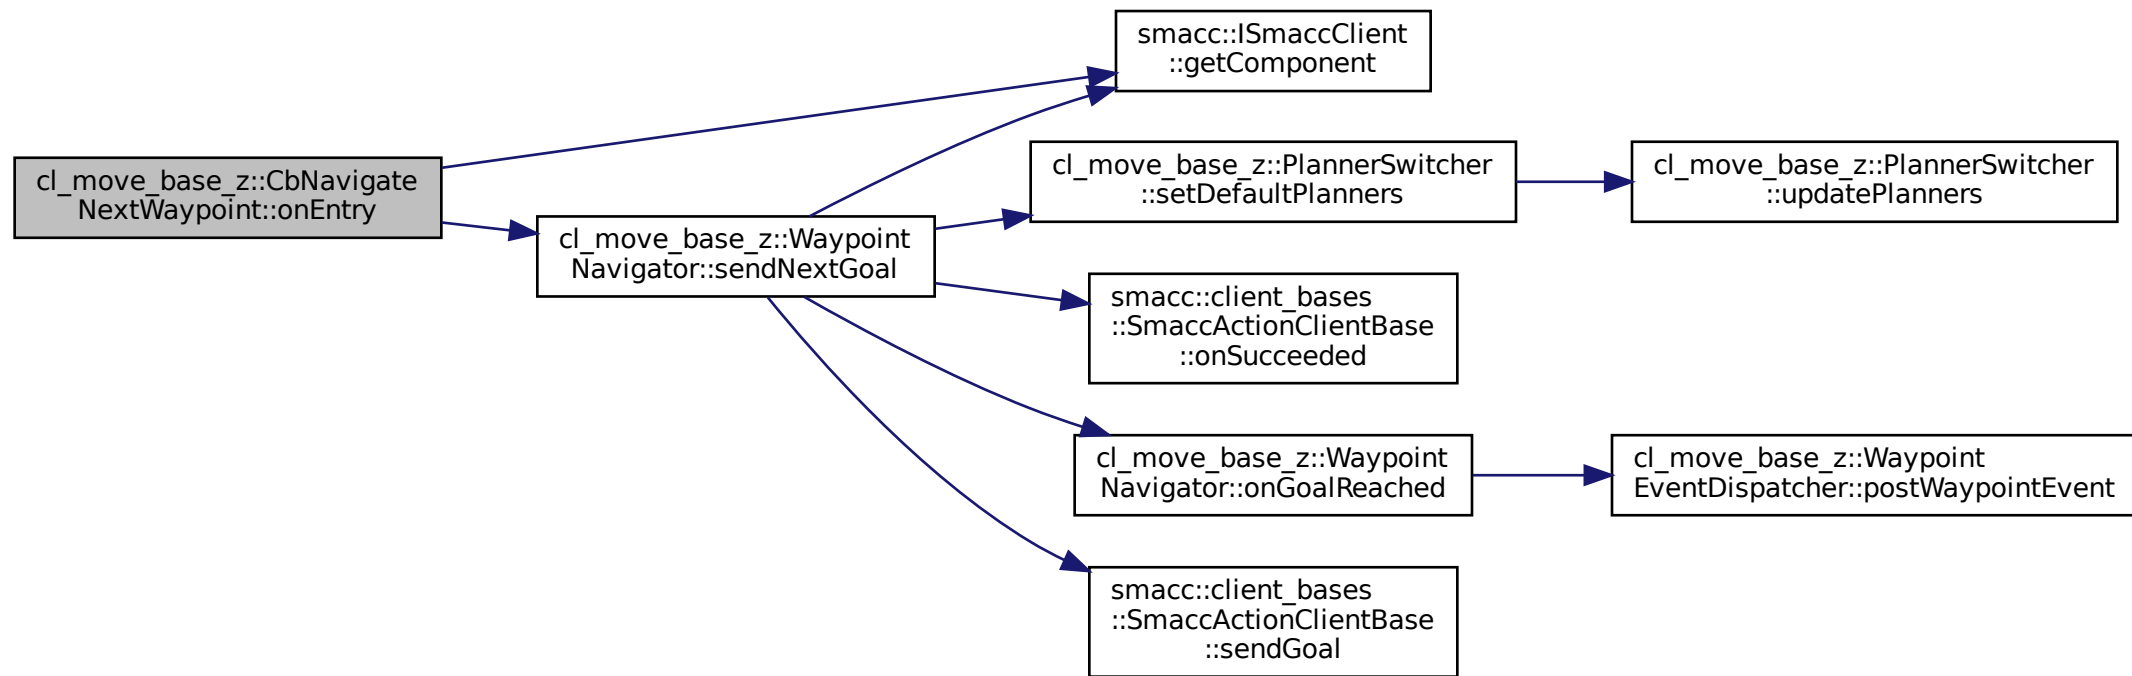 cl_move_base_z::CbNavigate
NextWaypoint::onEntry
cl_move_base_z::Waypoint
Navigator::sendNextGoal
smacc::ISmaccClient
::getComponent
cl_move_base_z::PlannerSwitcher
::setDefaultPlanners
cl_move_base_z::PlannerSwitcher
::updatePlanners
smacc::client_bases
::SmaccActionClientBase
::onSucceeded
cl_move_base_z::Waypoint
Navigator::onGoalReached
cl_move_base_z::Waypoint
EventDispatcher::postWaypointEvent
smacc::client_bases
::SmaccActionClientBase
::sendGoal